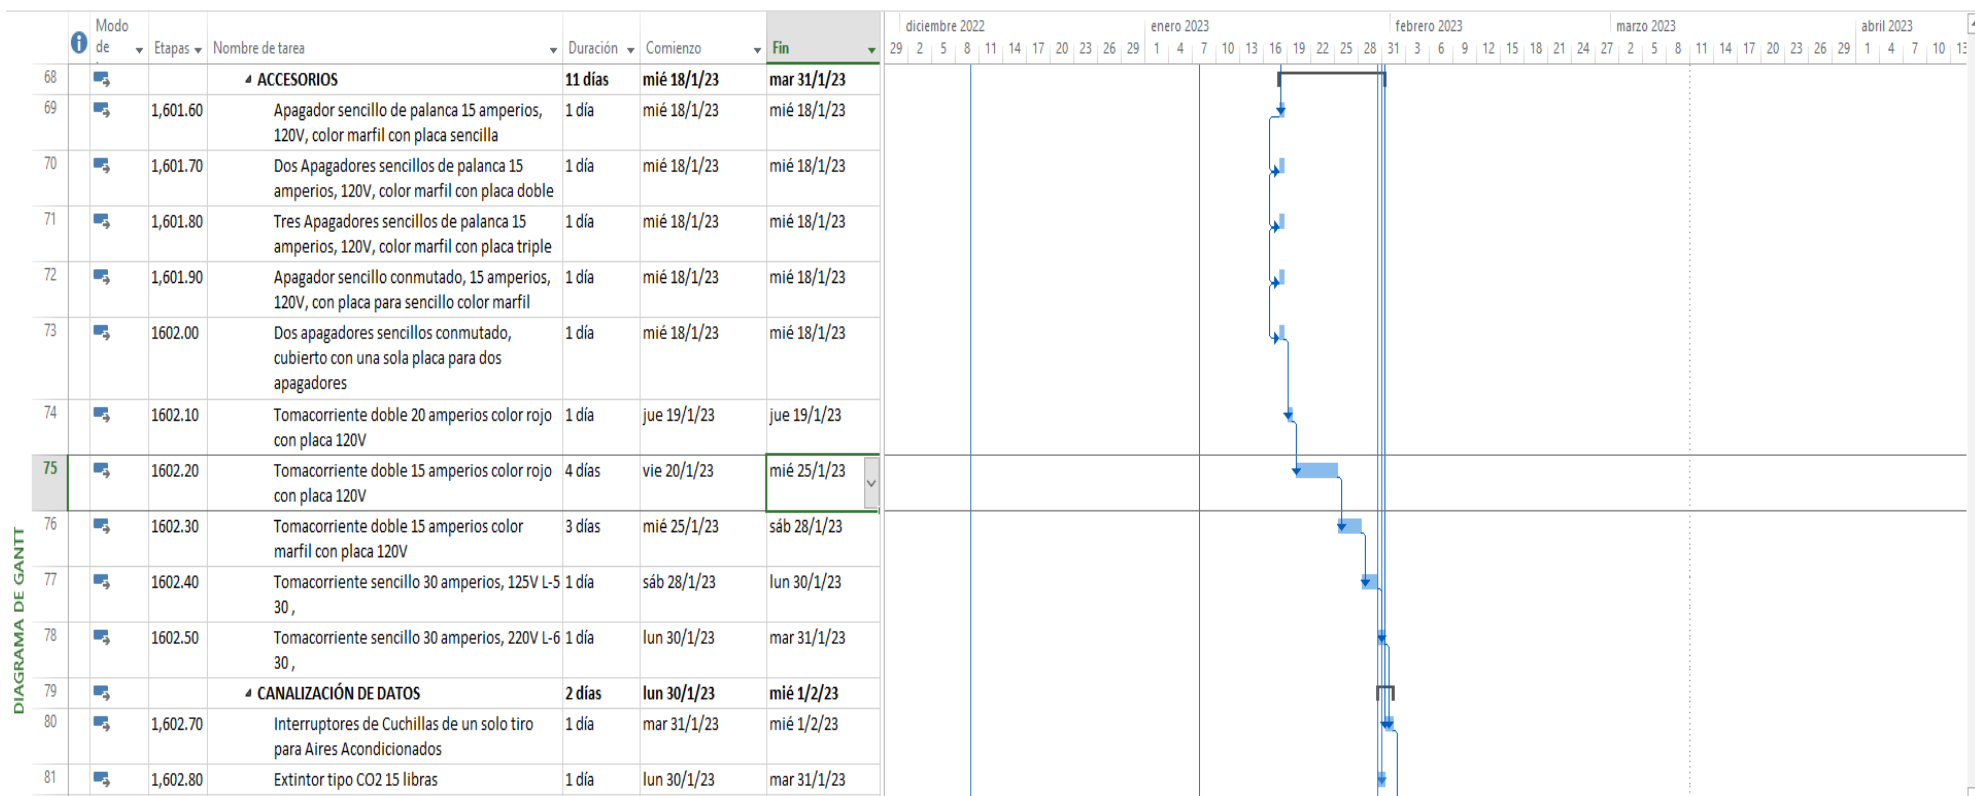 Modo de
Etapas
Nombre de tarea
Duración
Comienzo
Fin
diciembre 2022
enero 2023
febrero 2023
marzo 2023
abril 2023
29 2 5 8 11 14 17 20 23 26 29 1 4 7 10 13 16 19 22 25 28 31 3 6 9 12 15 18 21 24 27 2 5 8 11 14 17 20 23 26 29 1 4 7 10 13
68 ACCESORIOS 11 días mié 18/1/23 mar 31/1/23
69 1,601.60 Apagador sencillo de palanca 15 amperios, 1 día mié 18/1/23 mié 18/1/23
120V, color marfil con placa sencilla
70 1,601.70 Dos Apagadores sencillos de palanca 15 1 día mié 18/1/23 mié 18/1/23
amperios, 120V, color marfil con placa doble
71 1,601.80 Tres Apagadores sencillos de palanca 15 1 día mié 18/1/23 mié 18/1/23
amperios, 120V, color marfil con placa triple
72 1,601.90 Apagador sencillo conmutado, 15 amperios, 1 día mié 18/1/23 mié 18/1/23
120V, con placa para sencillo color marfil
73 1602.00 Dos apagadores sencillos conmutado, 1 día mié 18/1/23 mié 18/1/23
cubierto con una sola placa para dos
apagadores
74 1602.10 Tomacorriente doble 20 amperios color rojo 1 día jue 19/1/23 jue 19/1/23
con placa 120V
75 1602.20 Tomacorriente doble 15 amperios color rojo 4 días vie 20/1/23 mié 25/1/23
con placa 120V
76 1602.30 Tomacorriente doble 15 amperios color 3 días mié 25/1/23 sáb 28/1/23
marfil con placa 120V
77 1602.40 Tomacorriente sencillo 30 amperios, 125V L-5 1 día sáb 28/1/23 lun 30/1/23
30 ,
78 1602.50 Tomacorriente sencillo 30 amperios, 220V L-6 1 día lun 30/1/23 mar 31/1/23
30 ,
79 CANALIZACIÓN DE DATOS 2 días lun 30/1/23 mié 1/2/23
80 1,602.70 Interruptores de Cuchillas de un solo tiro 1 día mar 31/1/23 mié 1/2/23
para Aires Acondicionados
81 1,602.80 Extintor tipo CO2 15 libras 1 día lun 30/1/23 mar 31/1/23
DIAGRAMA DE GANTT